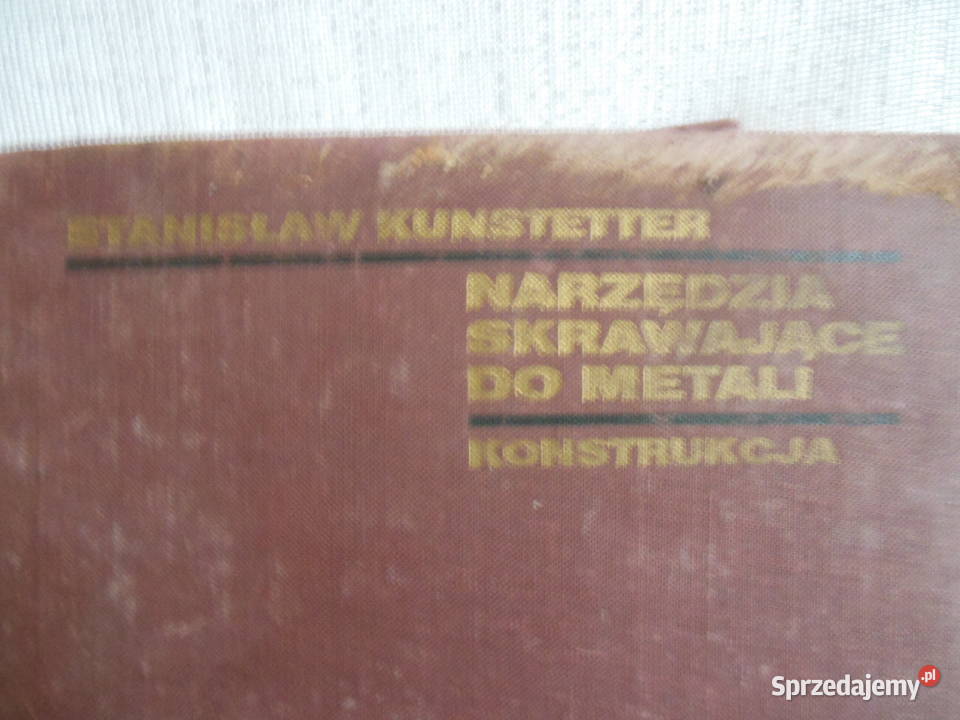 STANISŁAW KUNSTETTER
NARZĘDZIA
SKRAWAJĄCE
DO METALI
KONSTRUKCJA
Sprzedajemy.pl